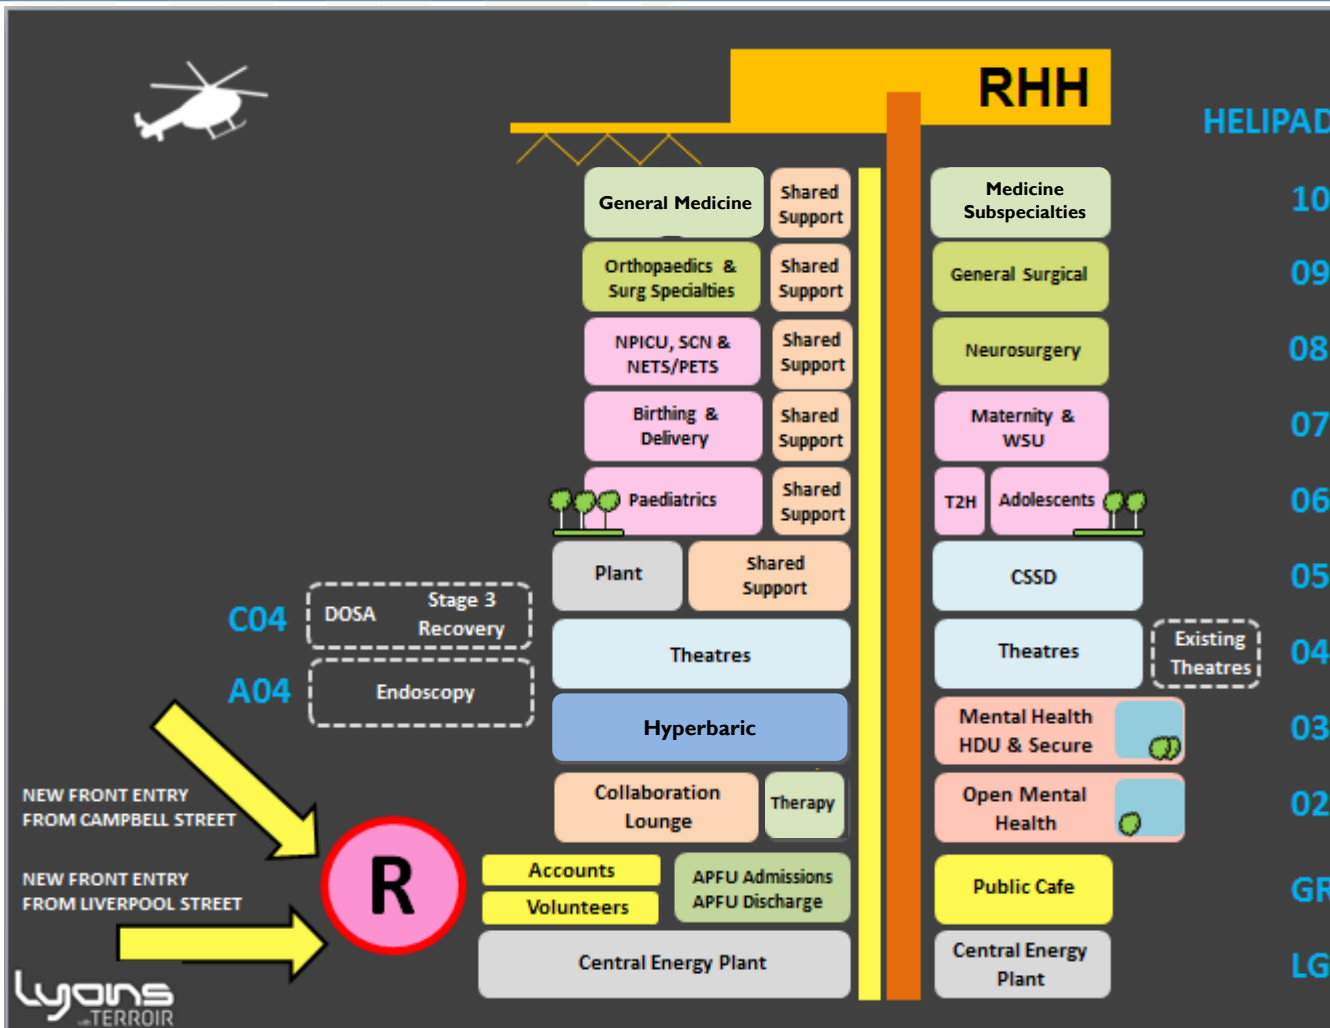 RHH
HELIPAD
General Medicine
Shared
Support
Medicine
Subspecialties
10
Orthopaedics &
Surg Specialties
Shared
Support
General Surgical
09
NPICU, SCN &
NETS/PETS
Shared
Support
Neurosurgery
08
Birthing &
Delivery
Shared
Support
Maternity &
WSU
07
Paediatrics
Shared
Support
T2H
Adolescents
06
Plant
Shared
Support
CSSD
05
C04
DOSA
Stage 3
Recovery
Theatres
Theatres
Existing
Theatres
04
A04
Endoscopy
Hyperbaric
Mental Health
HDU & Secure
03
NEW FRONT ENTRY
FROM CAMPBELL STREET
Collaboration
Lounge
Therapy
Open Mental
Health
02
NEW FRONT ENTRY
FROM LIVERPOOL STREET
R
Accounts
Volunteers
APFU Admissions
APFU Discharge
Public Cafe
GR
Central Energy Plant
Central Energy
Plant
LG
Lyons
TERROIR